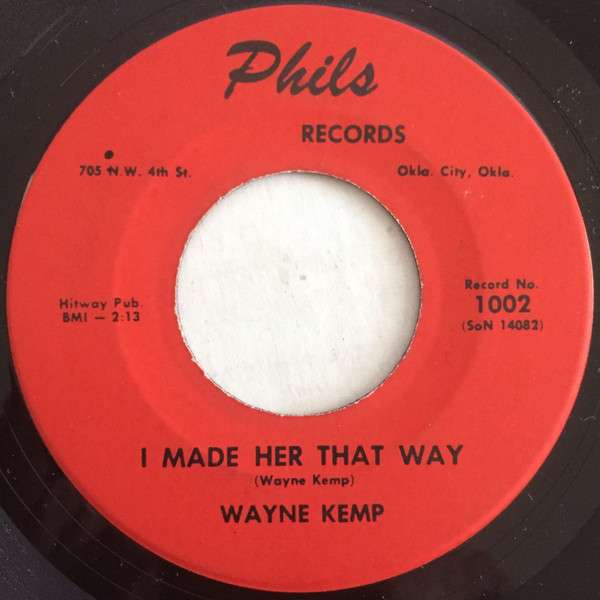 Phils
RECORDS
705 N.W. 4th St.
Okla. City, Okla.
Hitway Pub.
BMI — 2:13
Record No.
1002
(SoN 14082)
I MADE HER THAT WAY
(Wayne Kemp)
WAYNE KEMP